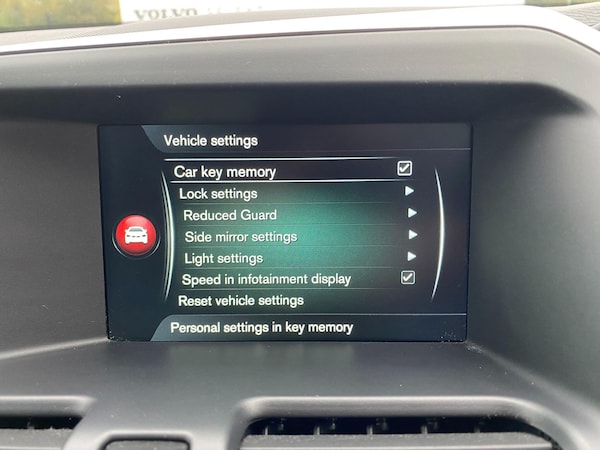 VOLVO
Vehicle settings
Car key memory
Lock settings
Reduced Guard
Side mirror settings
Light settings
Speed in infotainment display
Reset vehicle settings
Personal settings in key memory